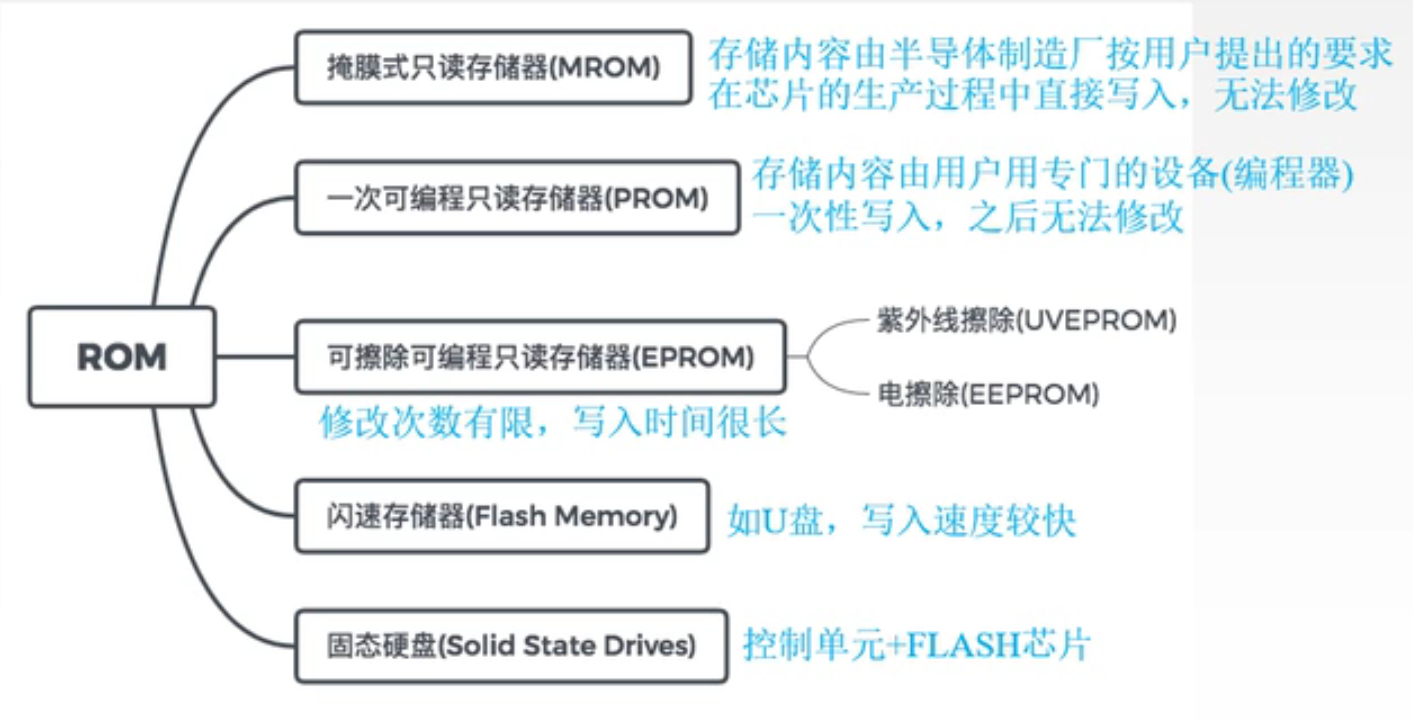 掩膜式只读存储器(MROM)
存储内容由半导体制造厂按用户提出的要求
在芯片的生产过程中直接写入，无法修改
一次可编程只读存储器(PROM)
存储内容由用户用专门的设备(编程器)
一次性写入，之后无法修改
ROM
可擦除可编程只读存储器(EPROM)
紫外线擦除(UVEPROM)
电擦除(EEPROM)
修改次数有限，写入时间很长
闪速存储器(Flash Memory)
如U盘，写入速度较快
固态硬盘(Solid State Drives)
控制单元+FLASH芯片